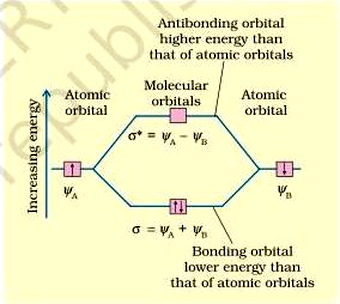 Antibonding orbital
higher energy than
that of atomic orbitals
Molecular
orbitals
Atomic
orbital
Atomic
orbital
Increasing energy
σ* = ψA − ψB
ψA
ψB
σ = ψA + ψB
Bonding orbital
lower energy than
that of atomic orbitals